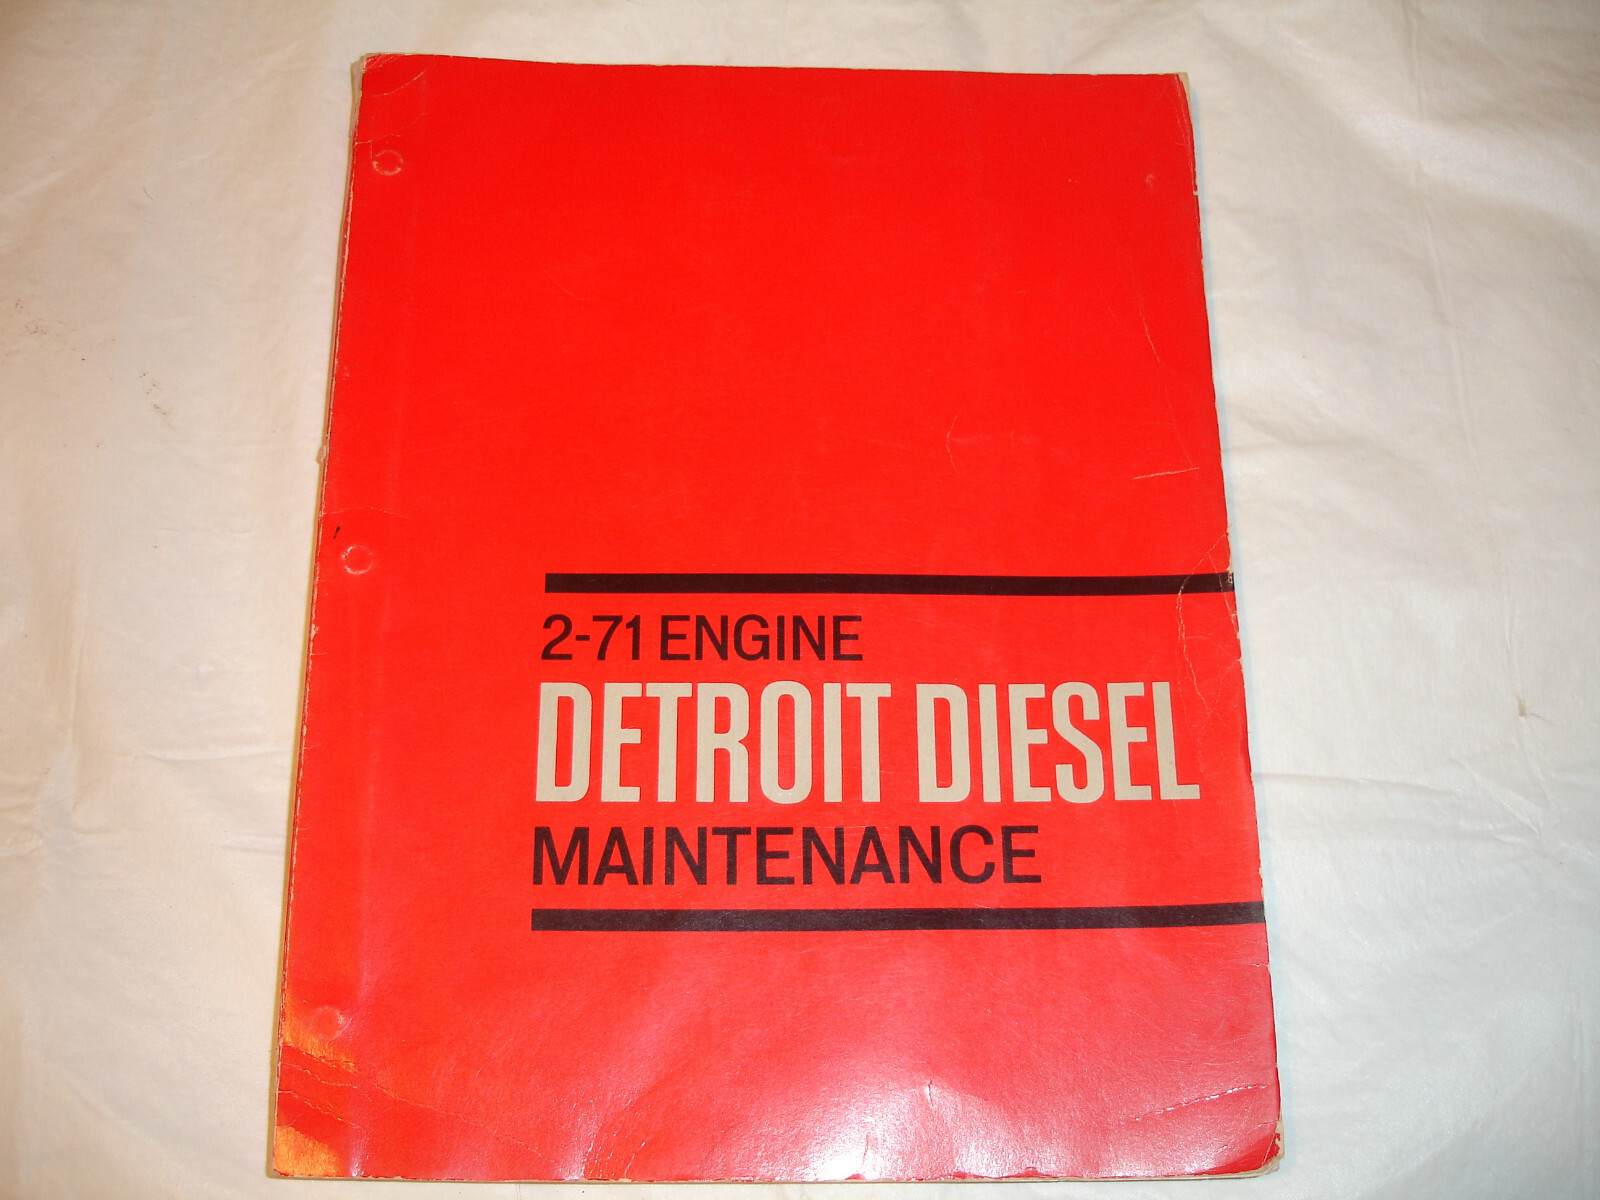 2-71 ENGINE
DETROIT DIESEL
MAINTENANCE